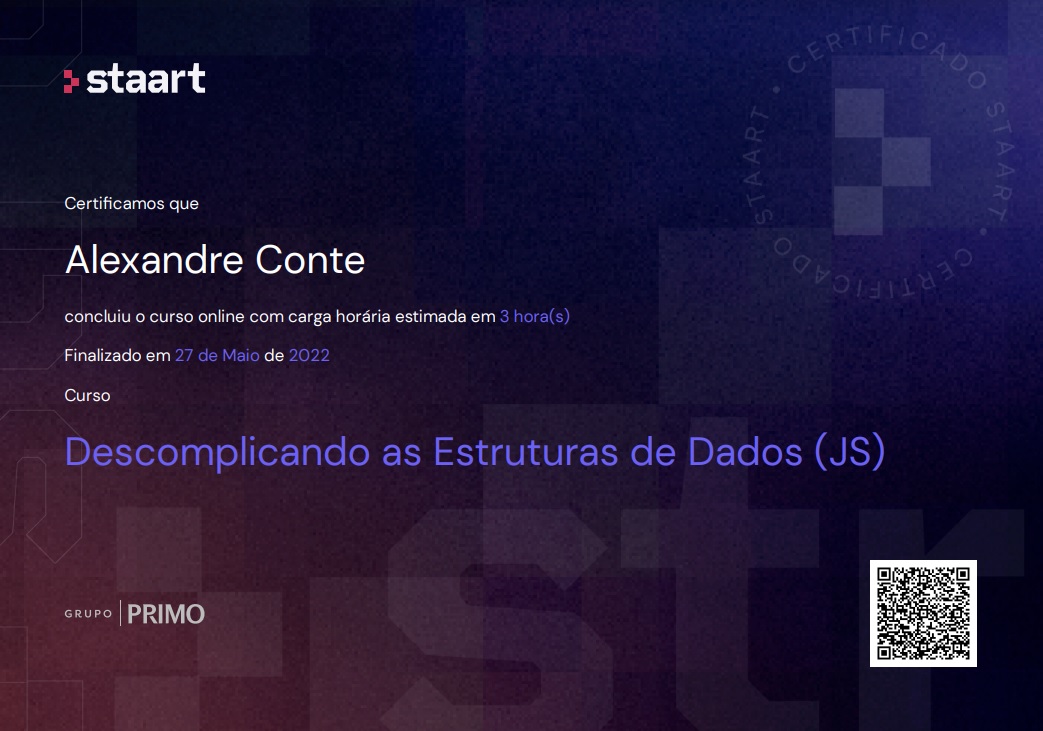 staart
CERTIFICADO STAART • CERTIFICADO STAART •
Certificamos que
Alexandre Conte
concluiu o curso online com carga horária estimada em 3 hora(s)
Finalizado em 27 de Maio de 2022
Curso
Descomplicando as Estruturas de Dados (JS)
str
GRUPO PRIMO